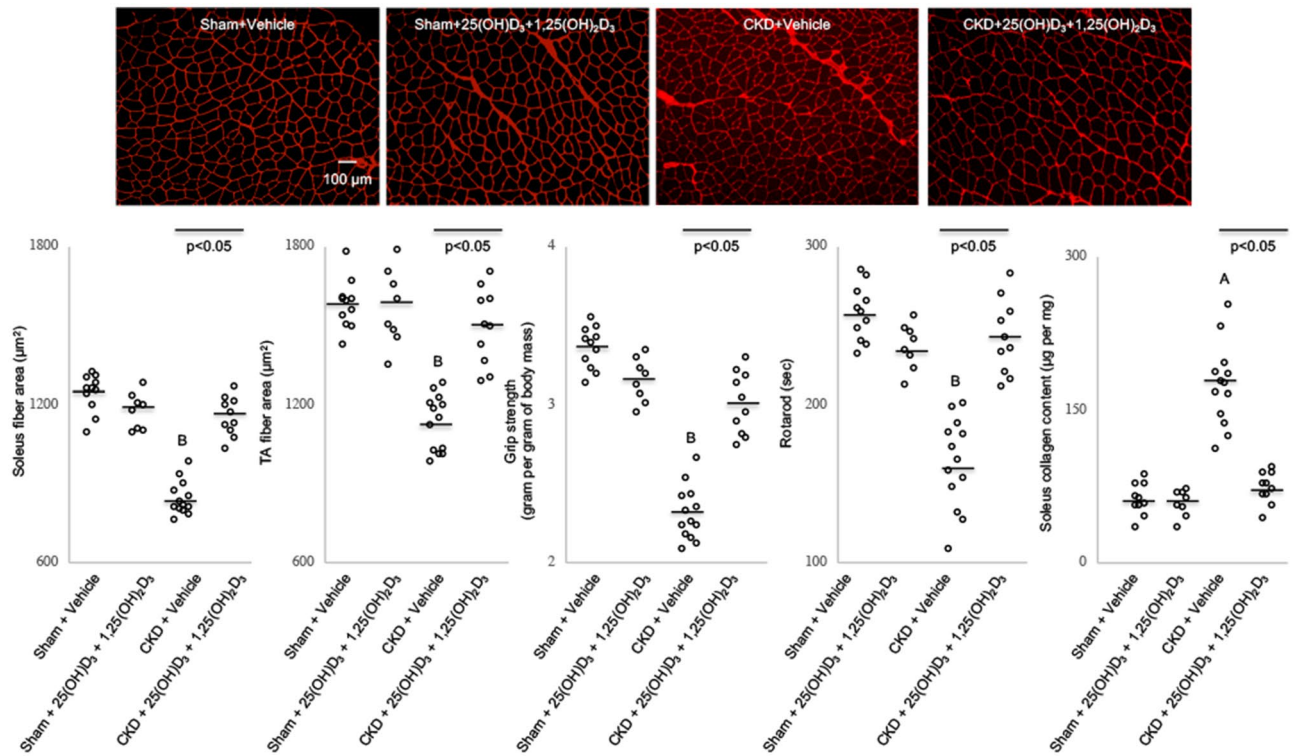 Sham+Vehicle
Sham+25(OH)D₃+1,25(OH)₂D₃
CKD+Vehicle
CKD+25(OH)D₃+1,25(OH)₂D₃
100 µm
Soleus fiber area (µm²)
1800
1200
600
p<0.05
B
Sham + Vehicle
Sham + 25(OH)D₃ + 1,25(OH)₂D₃
CKD + Vehicle
CKD + 25(OH)D₃ + 1,25(OH)₂D₃
TA fiber area (µm²)
1800
1200
600
p<0.05
B
Sham + Vehicle
Sham + 25(OH)D₃ + 1,25(OH)₂D₃
CKD + Vehicle
CKD + 25(OH)D₃ + 1,25(OH)₂D₃
Grip strength
(gram per gram of body mass)
4
3
2
p<0.05
B
Sham + Vehicle
Sham + 25(OH)D₃ + 1,25(OH)₂D₃
CKD + Vehicle
CKD + 25(OH)D₃ + 1,25(OH)₂D₃
Rotarod (sec)
300
200
100
p<0.05
B
Sham + Vehicle
Sham + 25(OH)D₃ + 1,25(OH)₂D₃
CKD + Vehicle
CKD + 25(OH)D₃ + 1,25(OH)₂D₃
Soleus collagen content (µg per mg)
300
150
0
p<0.05
A
Sham + Vehicle
Sham + 25(OH)D₃ + 1,25(OH)₂D₃
CKD + Vehicle
CKD + 25(OH)D₃ + 1,25(OH)₂D₃